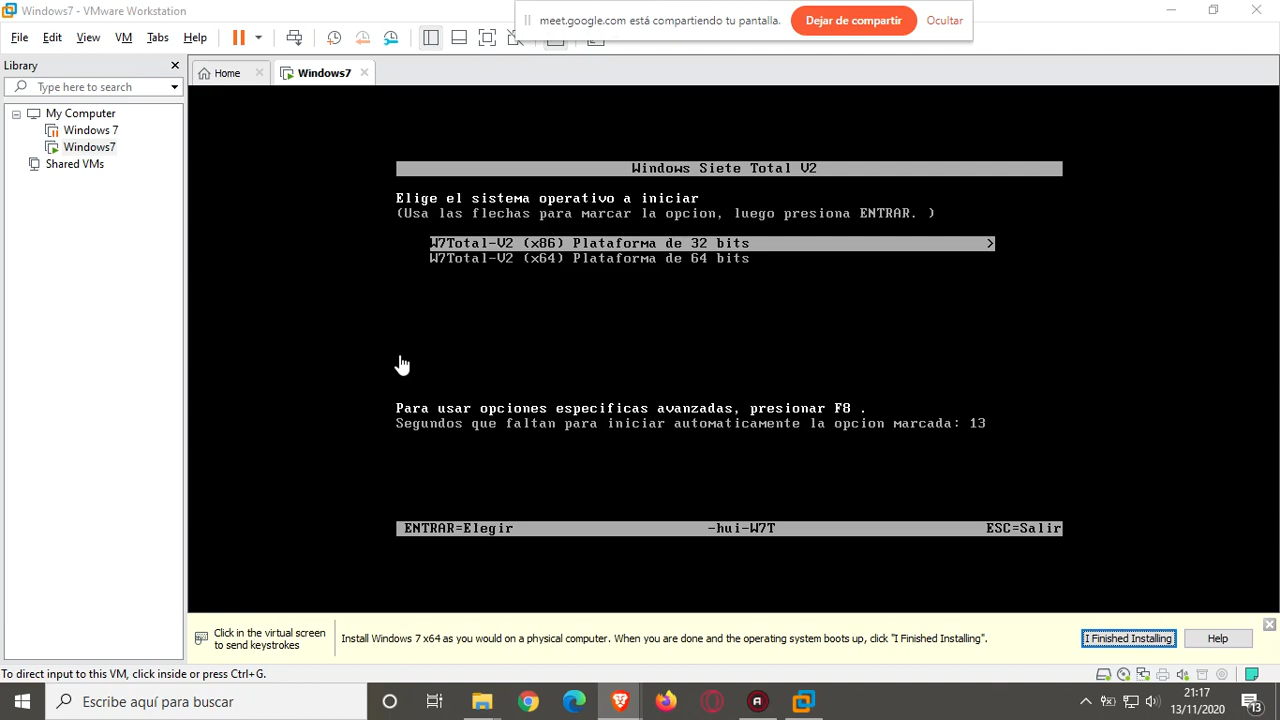 Windows7 - VMware Workstation
meet.google.com está compartiendo tu pantalla.
Dejar de compartir
Ocultar
File Edit View VM Tabs Help
Library
Type here to search
Home
Windows7
My Computer
Windows 7
Windows7
Shared VMs
Windows Siete Total V2
Elige el sistema operativo a iniciar
(Usa las flechas para marcar la opcion, luego presiona ENTRAR. )
W7Total-V2 (x86) Plataforma de 32 bits >
W7Total-V2 (x64) Plataforma de 64 bits
Para usar opciones especificas avanzadas, presionar F8 .
Segundos que faltan para iniciar automaticamente la opcion marcada: 13
ENTRAR=Elegir -hui-W7T ESC=Salir
Click in the virtual screen
to send keystrokes
Install Windows 7 x64 as you would on a physical computer. When you are done and the operating system boots up, click "I Finished Installing".
I Finished Installing
Help
To direct input to this VM, click inside or press Ctrl+G.
Escribe aquí para buscar
21:17
13/11/2020
13